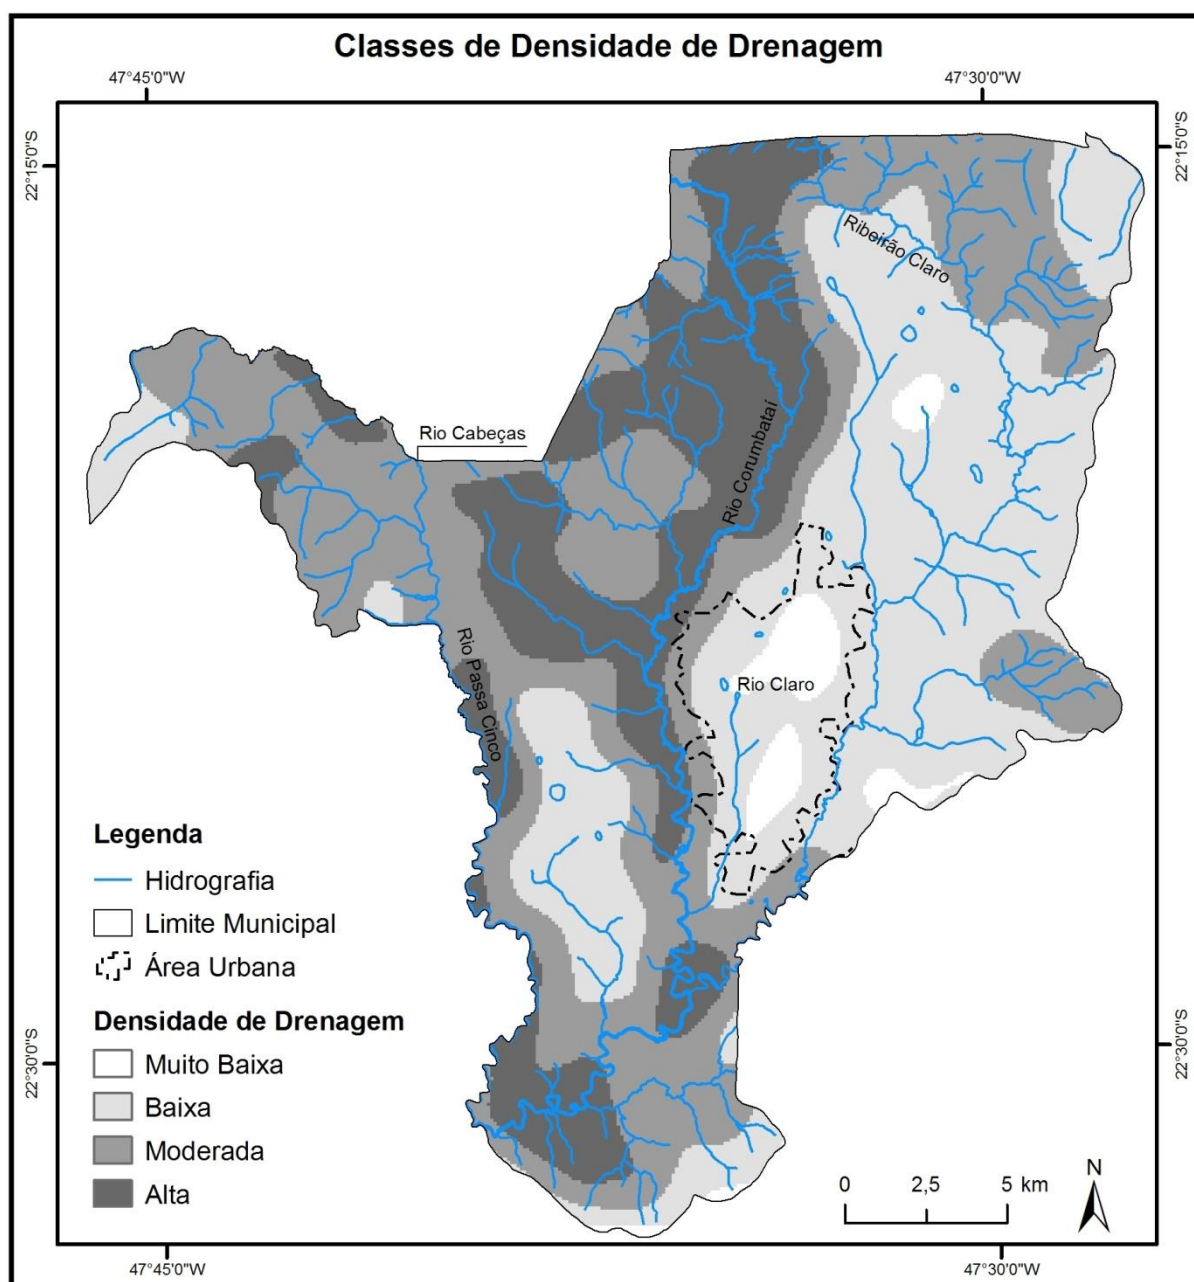 Classes de Densidade de Drenagem
47°45'0"W
47°30'0"W
22°15'0"S
22°15'0"S
Ribeirão Claro
Rio Cabeças
Rio Corumbataí
Rio Passa Cinco
Rio Claro
Legenda
Hidrografia
Limite Municipal
Área Urbana
Densidade de Drenagem
Muito Baixa
Baixa
Moderada
Alta
22°30'0"S
22°30'0"S
0 2,5 5 km
N
47°45'0"W
47°30'0"W